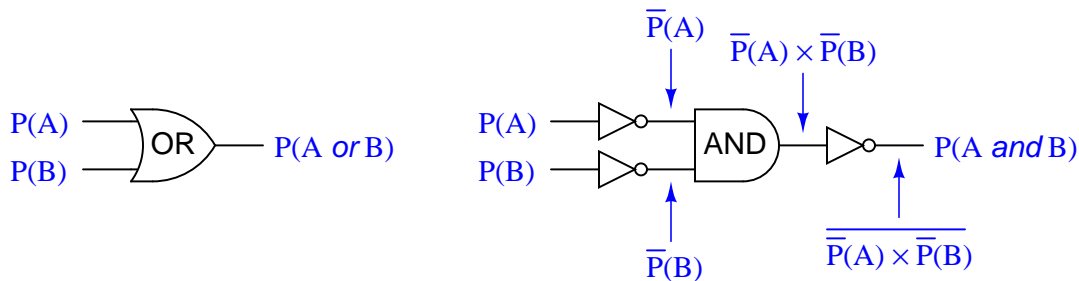 P(A)
P(B)
OR
P(A or B)
P̅(A)
P̅(A) × P̅(B)
P(A)
P(B)
AND
P(A and B)
P̅(B)
P̅(A) × P̅(B)